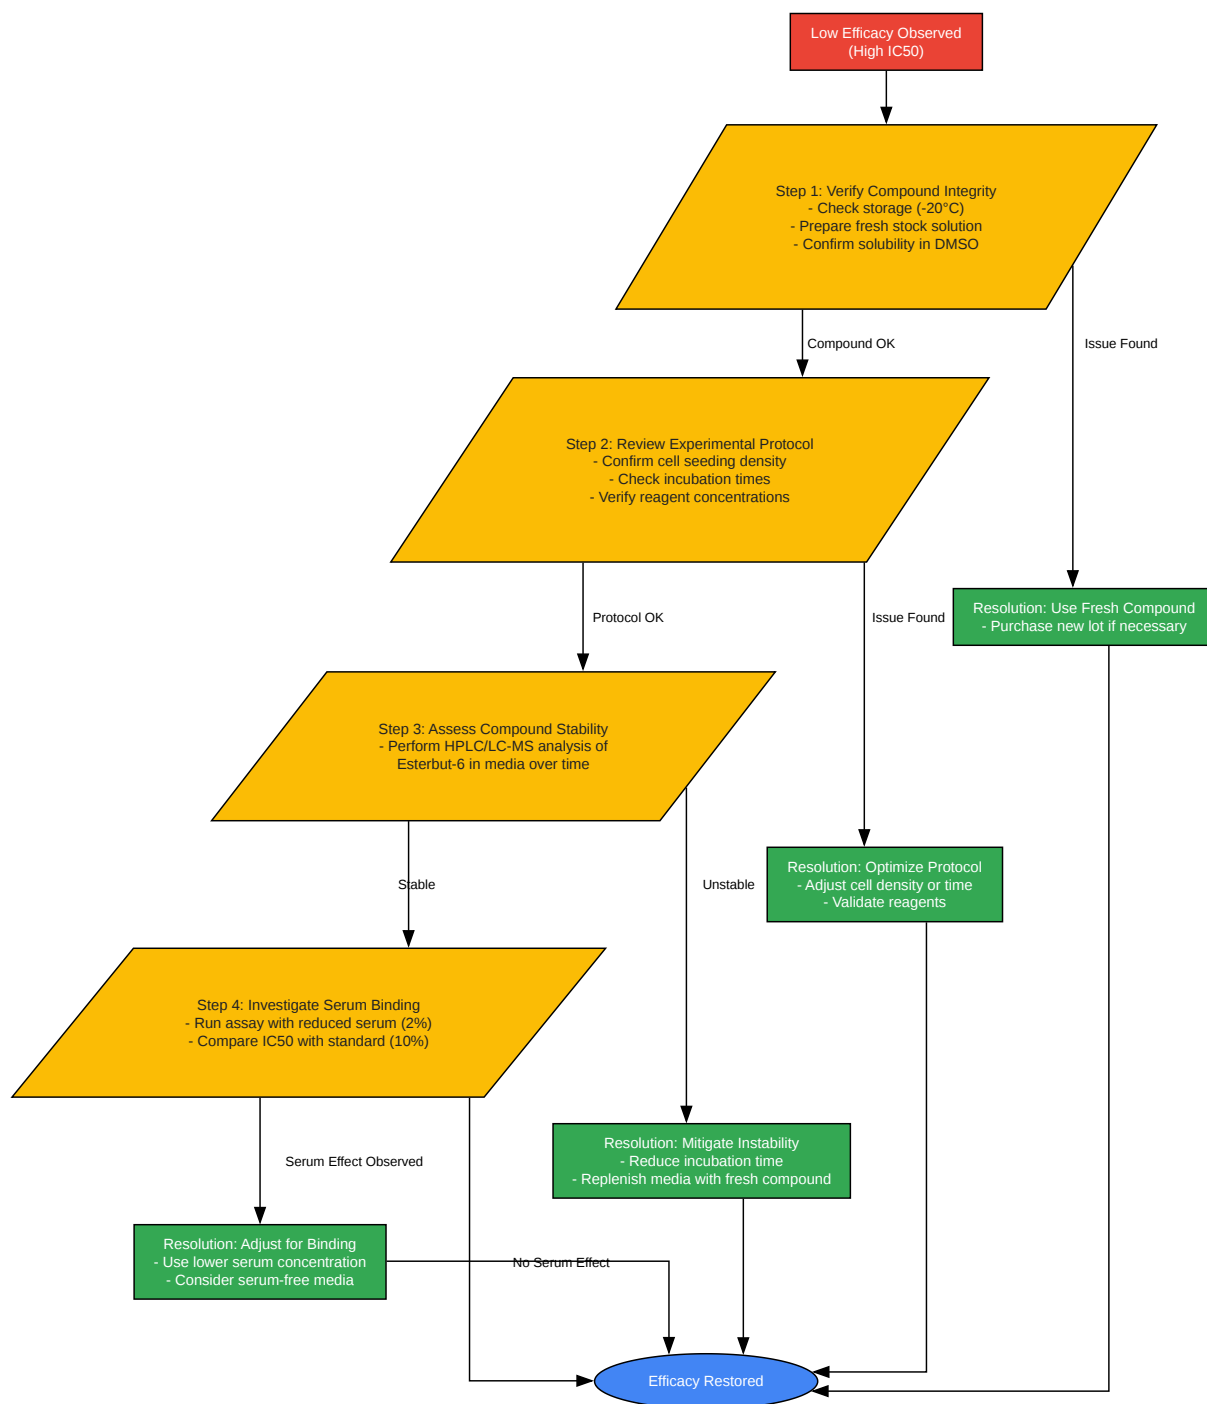 Low Efficacy Observed
(High IC50)
Step 1: Verify Compound Integrity
- Check storage (-20°C)
- Prepare fresh stock solution
- Confirm solubility in DMSO
Compound OK
Issue Found
Step 2: Review Experimental Protocol
- Confirm cell seeding density
- Check incubation times
- Verify reagent concentrations
Protocol OK
Issue Found
Resolution: Use Fresh Compound
- Purchase new lot if necessary
Step 3: Assess Compound Stability
- Perform HPLC/LC-MS analysis of
Esterbut-6 in media over time
Stable
Unstable
Resolution: Optimize Protocol
- Adjust cell density or time
- Validate reagents
Step 4: Investigate Serum Binding
- Run assay with reduced serum (2%)
- Compare IC50 with standard (10%)
Serum Effect Observed
Resolution: Mitigate Instability
- Reduce incubation time
- Replenish media with fresh compound
Resolution: Adjust for Binding
- Use lower serum concentration
- Consider serum-free media
No Serum Effect
Efficacy Restored